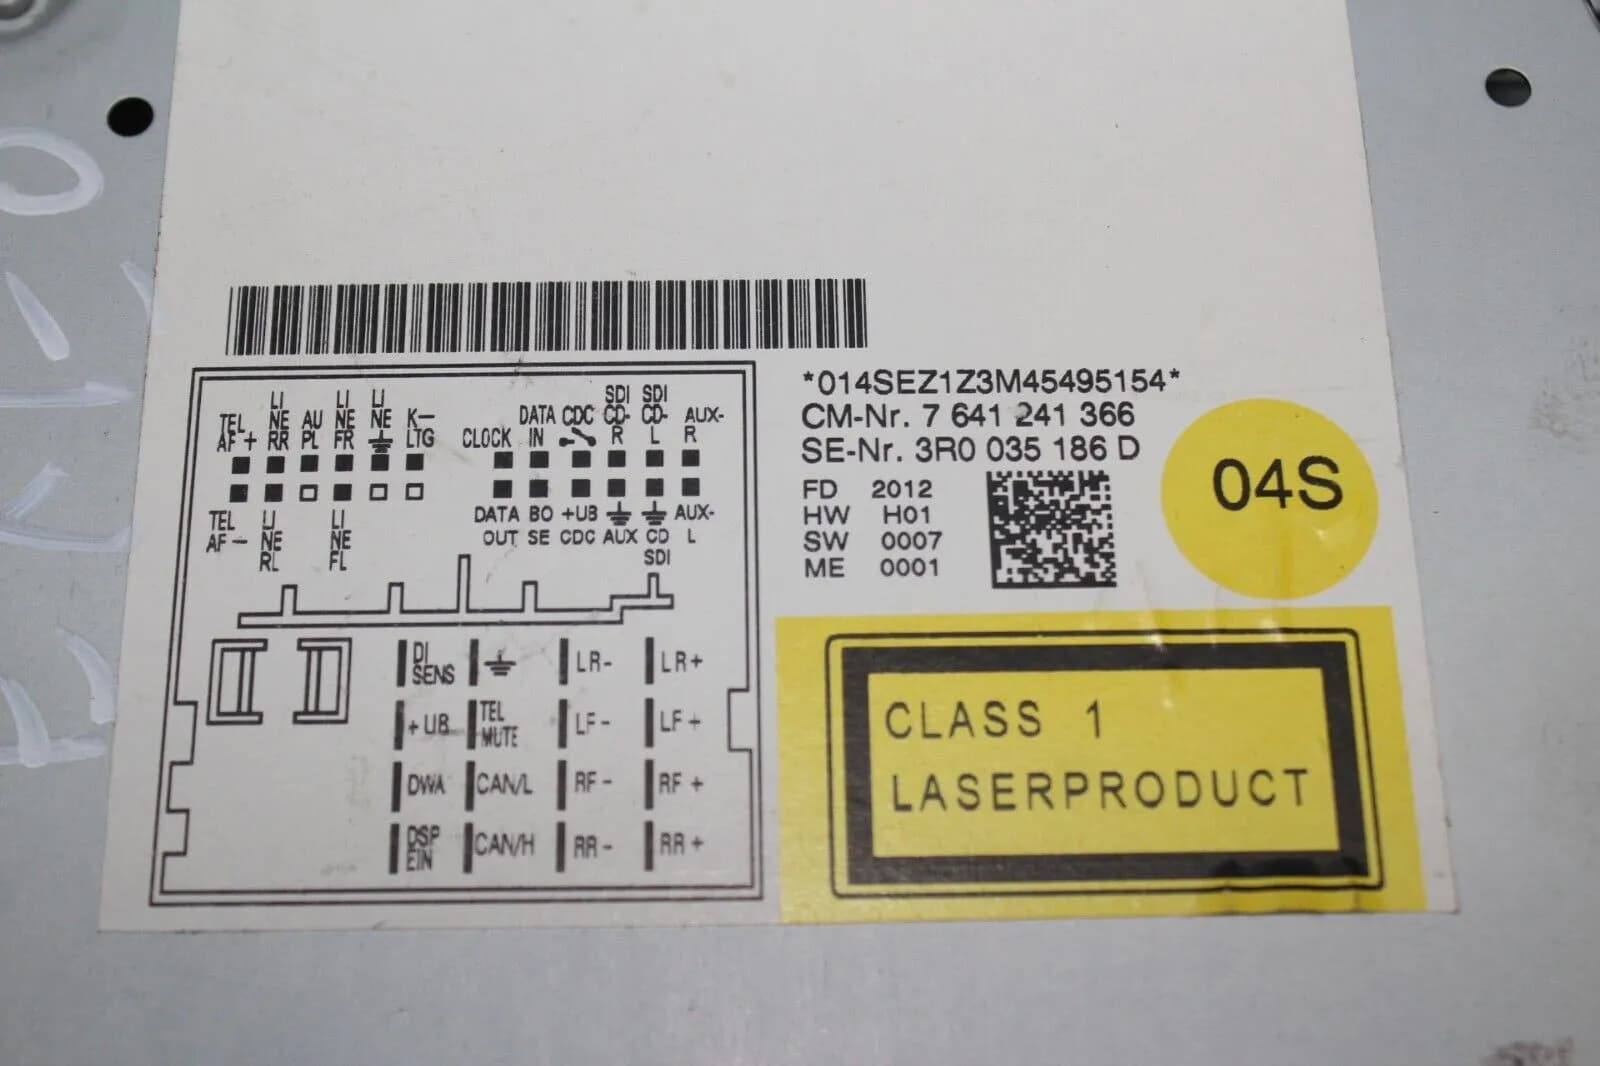 *014SEZ1Z3M45495154*
CM-Nr. 7 641 241 366
SE-Nr. 3R0 035 186 D
FD 2012
HW H01
SW 0007
ME 0001
04S
TEL AF+
LI NE RR
AU PL
LI NE FR
LI NE
K- LTG
CLOCK
DATA IN
CDC
SDI CD- R
SDI CD- L
AUX- R
TEL AF-
LI NE RL
LI NE FL
DATA OUT
BO SE
+UB CDC
AUX
CD SDI
AUX- L
DI SENS
LR-
LR+
+UB
TEL MUTE
LF-
LF+
DWA
CAN/L
RF-
RF+
DSP EIN
CAN/H
RR-
RR+
CLASS 1
LASERPRODUCT